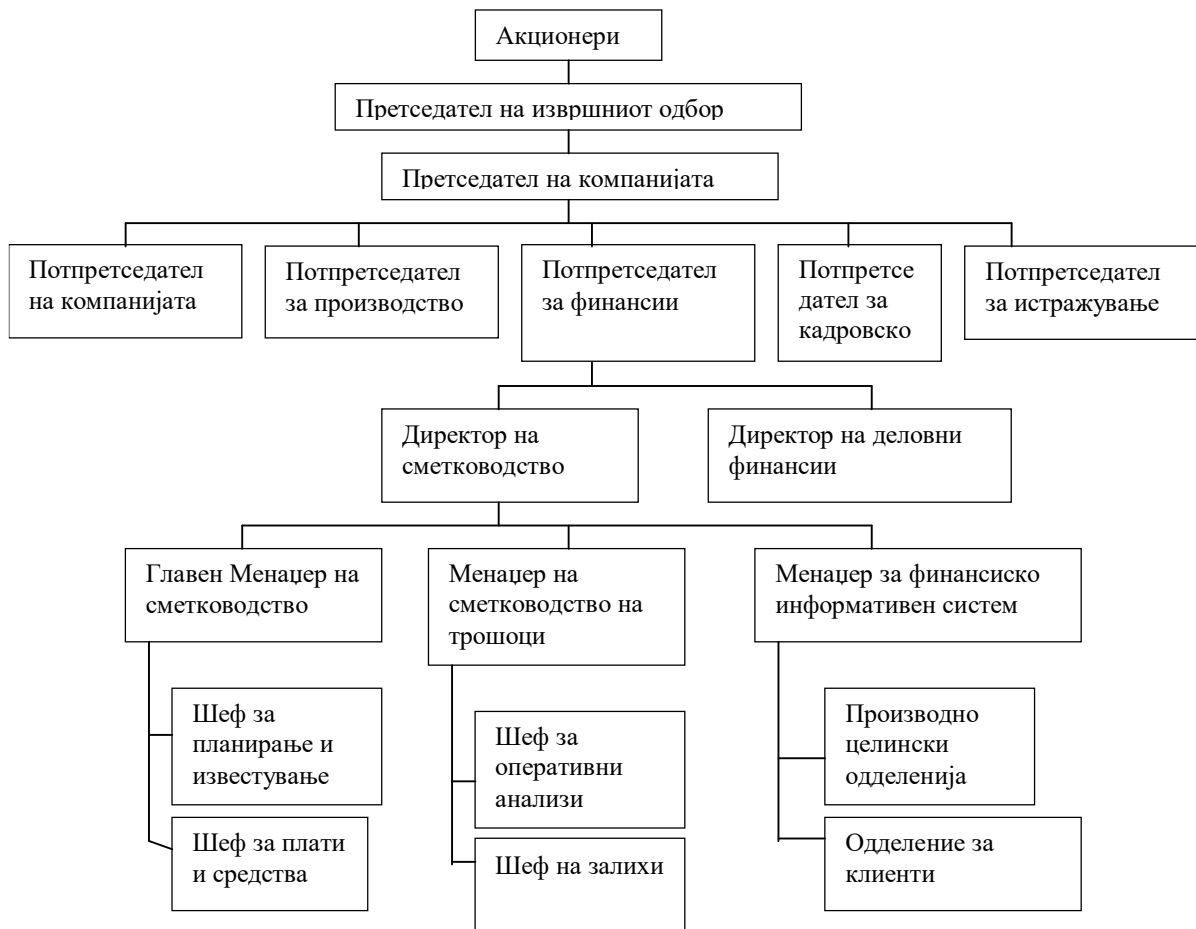 Акционери
Претседател на извршниот одбор
Претседател на компанијата
Потпретседател
на компанијата
Потпретседател
за производство
Потпретседател
за финансии
Потпретсе
дател за
кадровско
Потпретседател
за истражување
Директор на
сметководство
Директор на деловни
финансии
Главен Менаџер на
сметководство
Менаџер на
сметководство на
трошоци
Менаџер за финансиско
информативен систем
Шеф за
планирање и
известување
Шеф за плати
и средства
Шеф за
оперативни
анализи
Шеф на залихи
Производно
целински
одделенија
Одделение за
клиенти